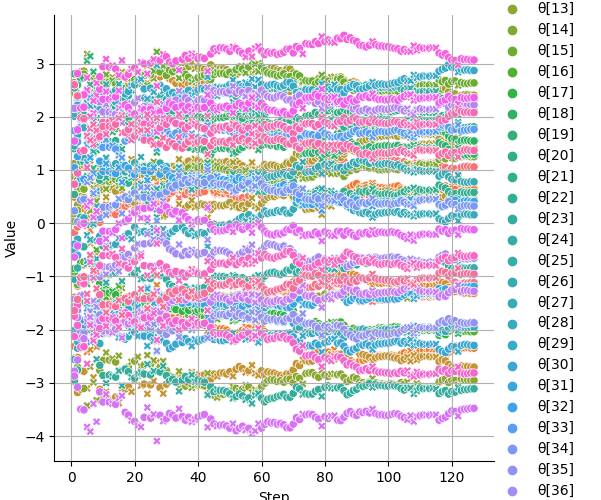 Value
3
2
1
0
−1
−2
−3
−4
0
20
40
60
80
100
120
Step
θ[13]
θ[14]
θ[15]
θ[16]
θ[17]
θ[18]
θ[19]
θ[20]
θ[21]
θ[22]
θ[23]
θ[24]
θ[25]
θ[26]
θ[27]
θ[28]
θ[29]
θ[30]
θ[31]
θ[32]
θ[33]
θ[34]
θ[35]
θ[36]